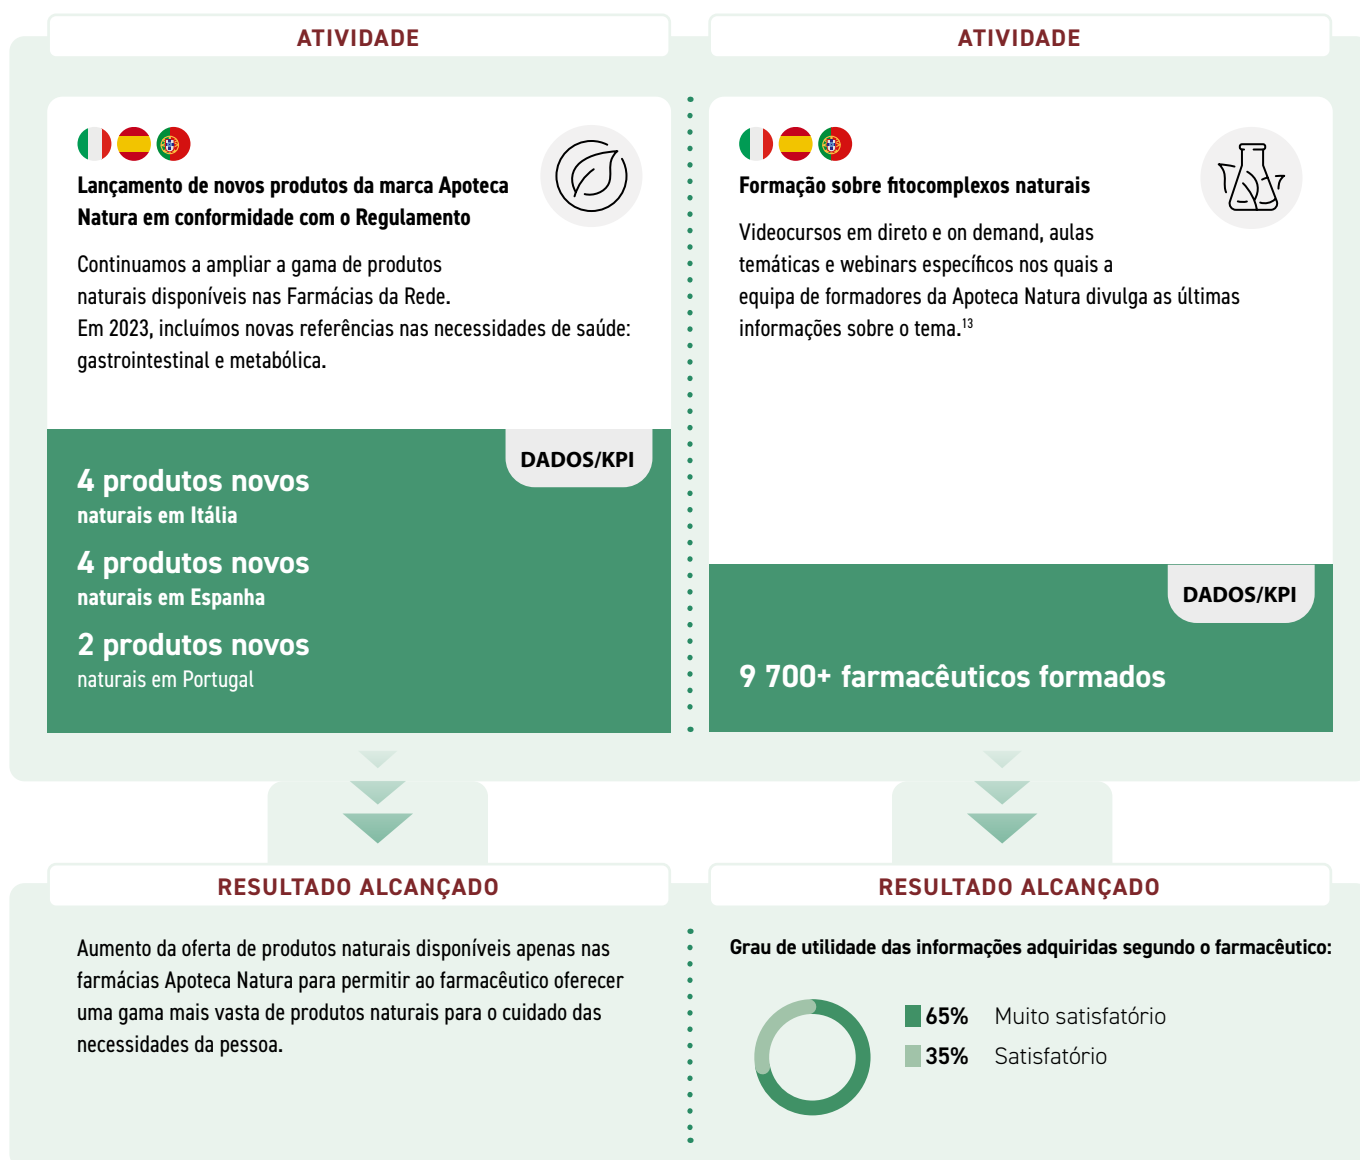 ATIVIDADE
Lançamento de novos produtos da marca Apoteca
Natura em conformidade com o Regulamento
Continuamos a ampliar a gama de produtos
naturais disponíveis nas Farmácias da Rede.
Em 2023, incluímos novas referências nas necessidades de saúde:
gastrointestinal e metabólica.
DADOS/KPI
4 produtos novos
naturais em Itália
4 produtos novos
naturais em Espanha
2 produtos novos
naturais em Portugal
RESULTADO ALCANÇADO
Aumento da oferta de produtos naturais disponíveis apenas nas
farmácias Apoteca Natura para permitir ao farmacêutico oferecer
uma gama mais vasta de produtos naturais para o cuidado das
necessidades da pessoa.
ATIVIDADE
Formação sobre fitocomplexos naturais
Videocursos em direto e on demand, aulas
temáticas e webinars específicos nos quais a
equipa de formadores da Apoteca Natura divulga as últimas
informações sobre o tema.¹³
DADOS/KPI
9 700+ farmacêuticos formados
RESULTADO ALCANÇADO
Grau de utilidade das informações adquiridas segundo o farmacêutico:
65% Muito satisfatório
35% Satisfatório